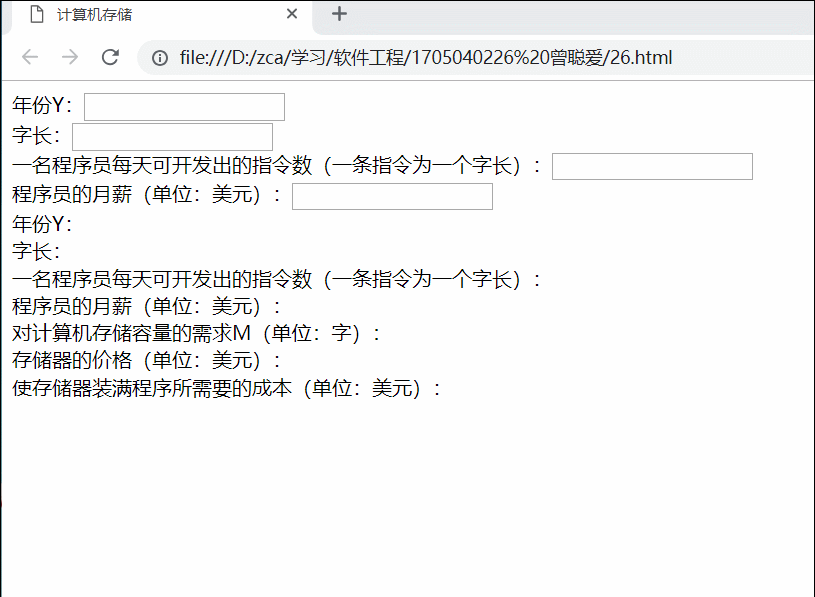 计算机存储
file:///D:/zca/学习/软件工程/1705040226%20曾聪爱/26.html
年份Y：
字长：
一名程序员每天可开发出的指令数（一条指令为一个字长）：
程序员的月薪（单位：美元）：
年份Y：
字长：
一名程序员每天可开发出的指令数（一条指令为一个字长）：
程序员的月薪（单位：美元）：
对计算机存储容量的需求M（单位：字）：
存储器的价格（单位：美元）：
使存储器装满程序所需要的成本（单位：美元）：